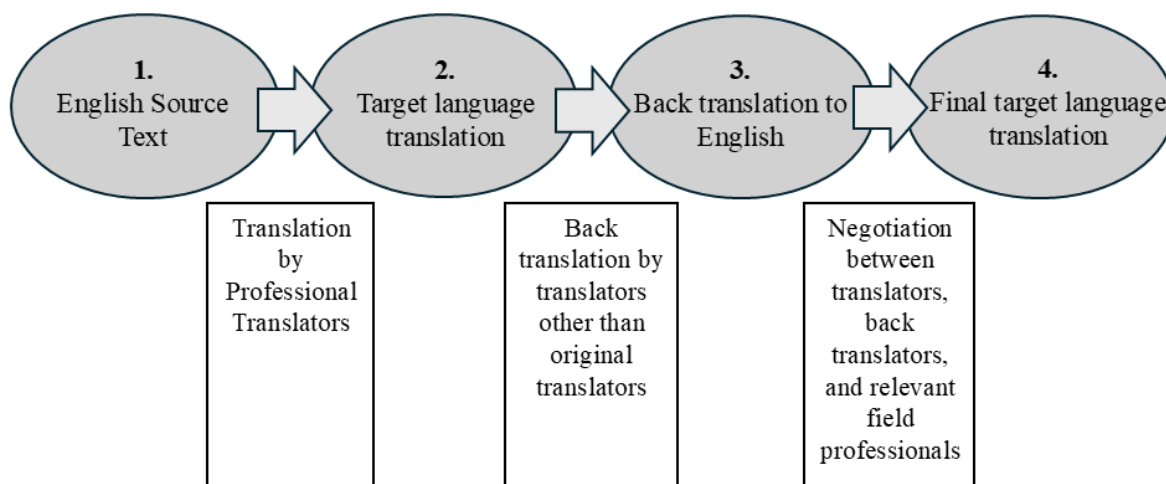 1.
English Source
Text
2.
Target language
translation
3.
Back translation to
English
4.
Final target language
translation
Translation
by
Professional
Translators
Back
translation by
translators
other than
original
translators
Negotiation
between
translators,
back
translators,
and relevant
field
professionals